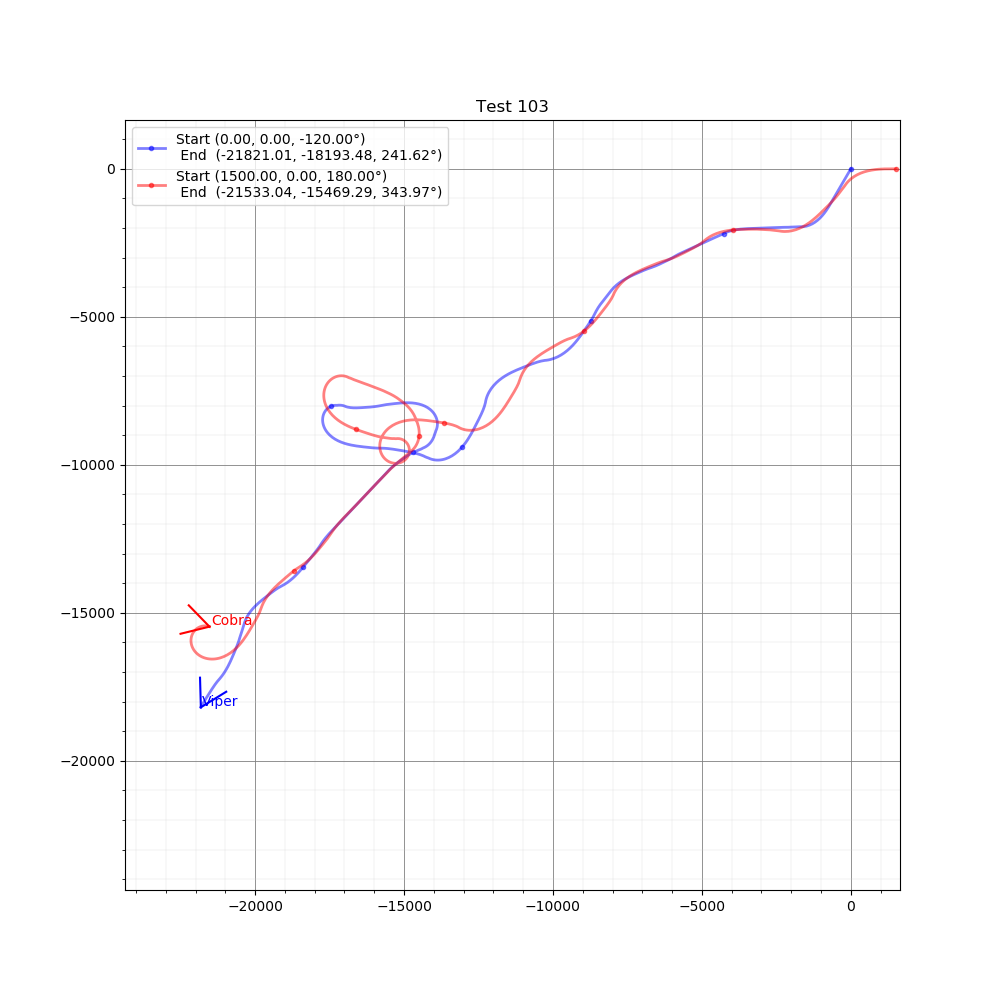 Test 103
Start (0.00, 0.00, -120.00°)
End (-21821.01, -18193.48, 241.62°)
Start (1500.00, 0.00, 180.00°)
End (-21533.04, -15469.29, 343.97°)
0
−5000
−10000
−15000
−20000
Cobra
Viper
−20000 −15000 −10000 −5000 0